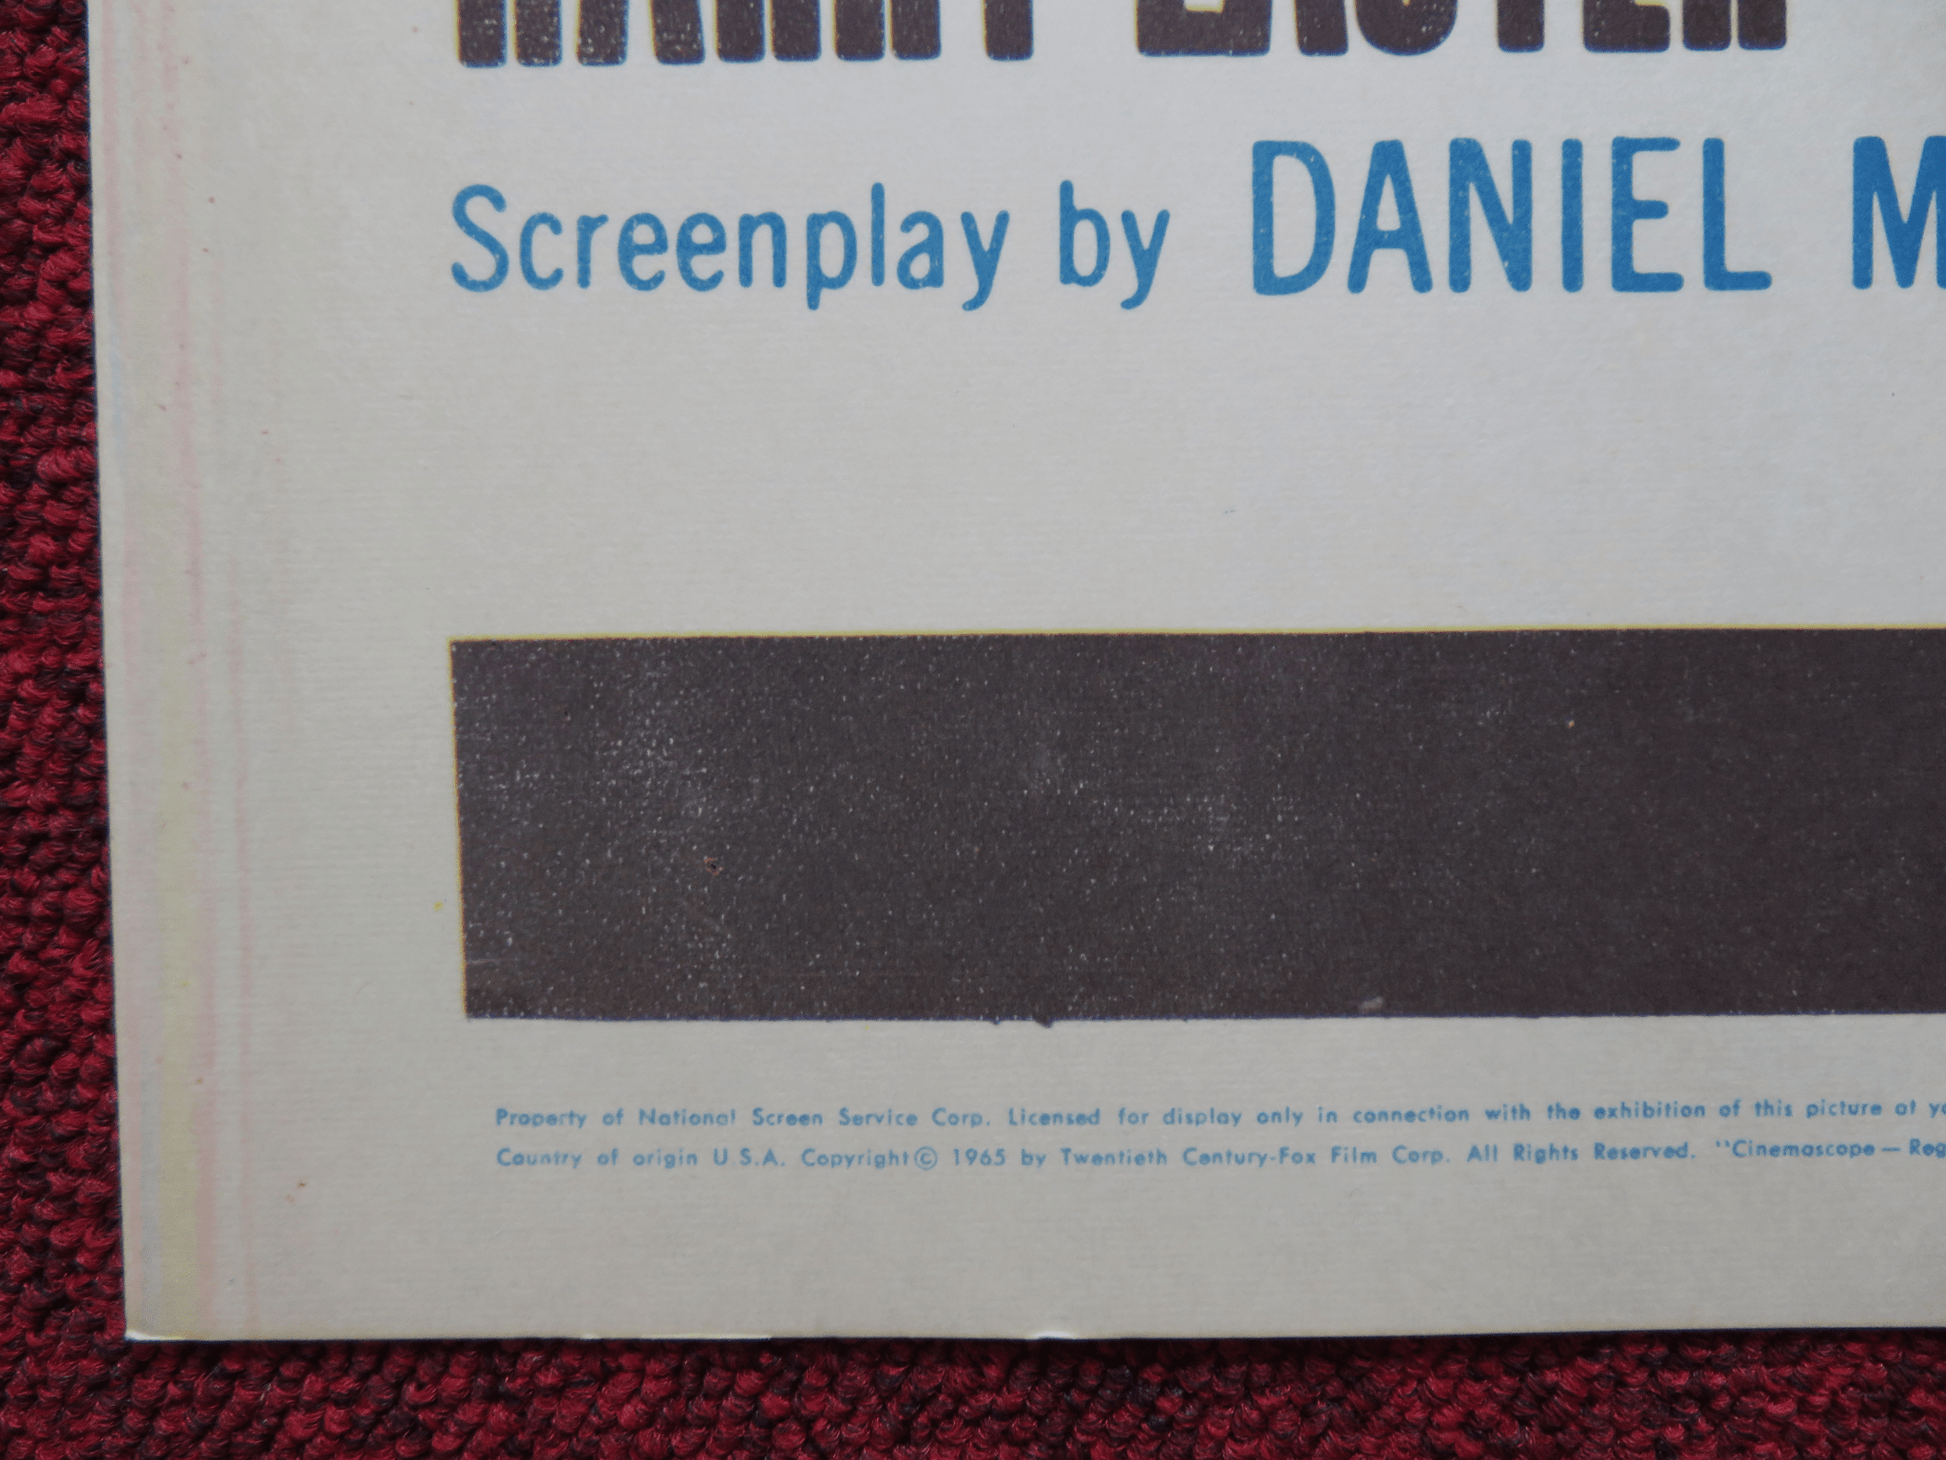 HARRY EASTER
Screenplay by DANIEL M
Property of National Screen Service Corp. Licensed for display only in connection with the exhibition of this picture at yo
Country of origin U.S.A. Copyright © 1965 by Twentieth Century-Fox Film Corp. All Rights Reserved. "Cinemascope — Reg